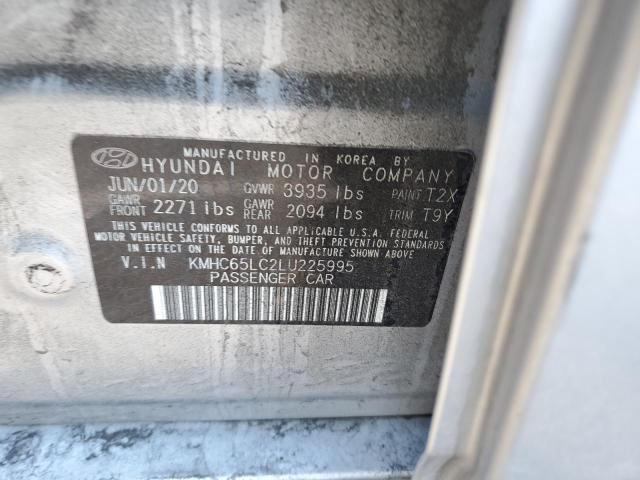 MANUFACTURED IN KOREA BY
HYUNDAI MOTOR COMPANY
JUN/01/20 GVWR 3935 lbs PAINT T2X
GAWR FRONT 2271 lbs GAWR REAR 2094 lbs TRIM T9Y
THIS VEHICLE CONFORMS TO ALL APPLICABLE U.S.A. FEDERAL
MOTOR VEHICLE SAFETY, BUMPER, AND THEFT PREVENTION STANDARDS
IN EFFECT ON THE DATE OF MANUFACTURE SHOWN ABOVE.
V.I.N KMHC65LC2LU225995
PASSENGER CAR